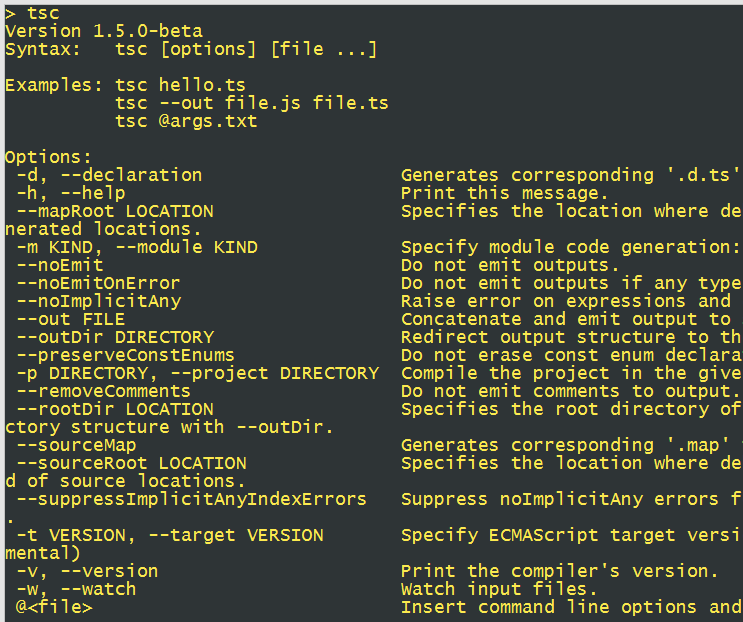 > tsc
Version 1.5.0-beta
Syntax:   tsc [options] [file ...]
Examples: tsc hello.ts
          tsc --out file.js file.ts
          tsc @args.txt
Options:
 -d, --declaration                  Generates corresponding '.d.ts'
 -h, --help                         Print this message.
 --mapRoot LOCATION                 Specifies the location where de
nerated locations.
 -m KIND, --module KIND             Specify module code generation:
 --noEmit                           Do not emit outputs.
 --noEmitOnError                    Do not emit outputs if any type
 --noImplicitAny                    Raise error on expressions and
 --out FILE                         Concatenate and emit output to
 --outDir DIRECTORY                 Redirect output structure to th
 --preserveConstEnums               Do not erase const enum declara
 -p DIRECTORY, --project DIRECTORY  Compile the project in the give
 --removeComments                   Do not emit comments to output.
 --rootDir LOCATION                 Specifies the root directory of
ctory structure with --outDir.
 --sourceMap                        Generates corresponding '.map'
 --sourceRoot LOCATION              Specifies the location where de
d of source locations.
 --suppressImplicitAnyIndexErrors   Suppress noImplicitAny errors f
.
 -t VERSION, --target VERSION       Specify ECMAScript target versi
mental)
 -v, --version                      Print the compiler's version.
 -w, --watch                        Watch input files.
 @<file>                            Insert command line options and